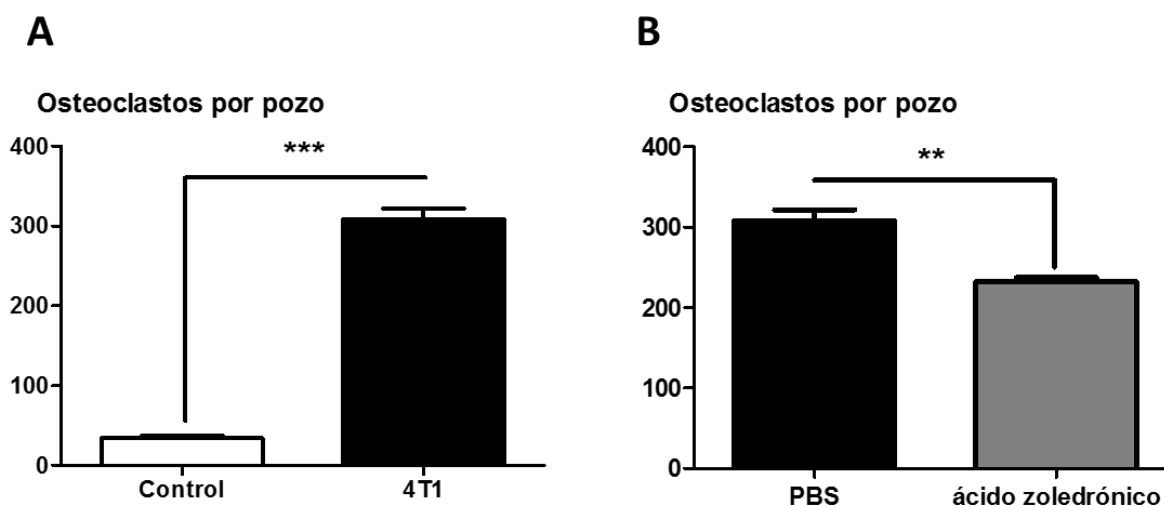 A
Osteoclastos por pozo
400
300
200
100
0
***
Control
4T1
B
Osteoclastos por pozo
400
300
200
100
0
**
PBS
ácido zoledrónico